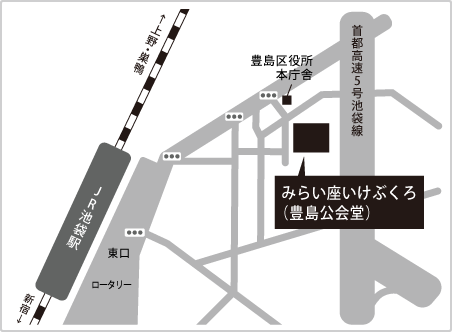 ←上野・巣鴨
豊島区役所
本庁舎
首都高速5号池袋線
みらい座いけぶくろ
(豊島公会堂)
JR池袋駅
東口
ロータリー
新宿→